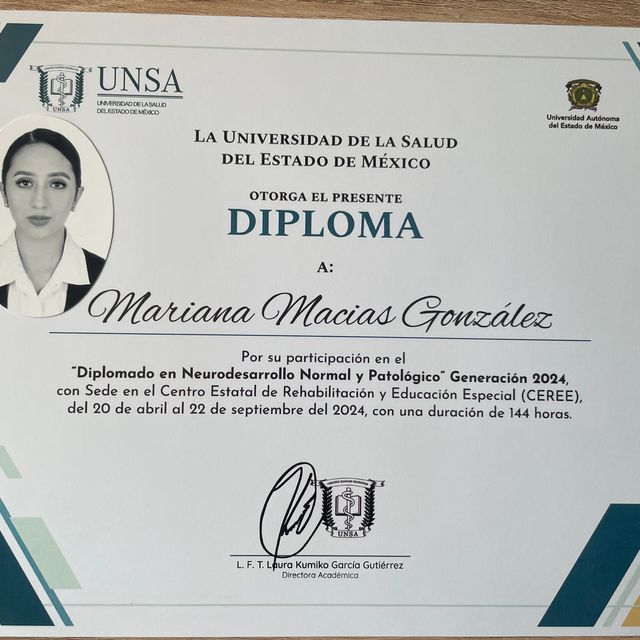 UNSA
UNIVERSIDAD DE LA SALUD
DEL ESTADO DE MÉXICO
UNSA
Universidad Autónoma
del Estado de México
LA UNIVERSIDAD DE LA SALUD
DEL ESTADO DE MÉXICO
OTORGA EL PRESENTE
DIPLOMA
A:
Mariana Macias González
Por su participación en el
“Diplomado en Neurodesarrollo Normal y Patológico” Generación 2024,
con Sede en el Centro Estatal de Rehabilitación y Educación Especial (CEREE),
del 20 de abril al 22 de septiembre del 2024, con una duración de 144 horas.
UNSA
L. F. T. Laura Kumiko García Gutiérrez
Directora Académica